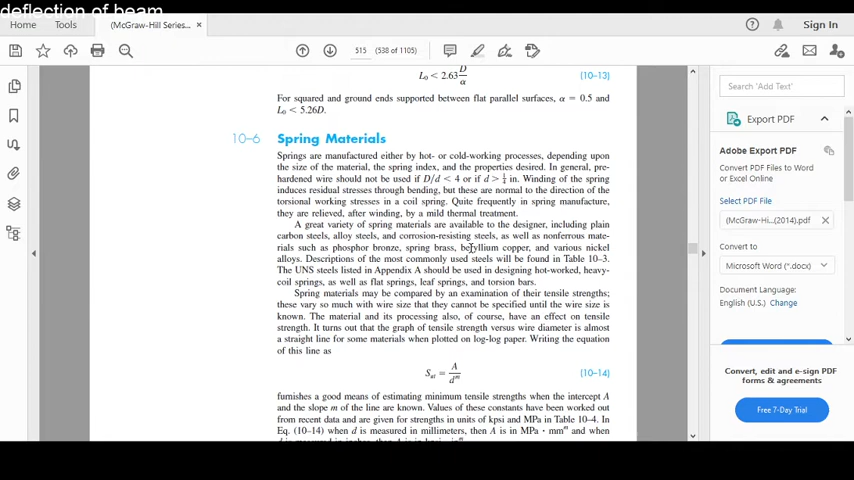 deflection of beam
Home Tools (McGraw-Hill Series... × Sign In
515 (538 of 1105)
L₀ < 2.63 D/α (10–13)
For squared and ground ends supported between flat parallel surfaces, α = 0.5 and
L₀ < 5.26D.
10–6 Spring Materials
Springs are manufactured either by hot- or cold-working processes, depending upon
the size of the material, the spring index, and the properties desired. In general, pre-
hardened wire should not be used if D/d < 4 or if d > ¼ in. Winding of the spring
induces residual stresses through bending, but these are normal to the direction of the
torsional working stresses in a coil spring. Quite frequently in spring manufacture,
they are relieved, after winding, by a mild thermal treatment.
A great variety of spring materials are available to the designer, including plain
carbon steels, alloy steels, and corrosion-resisting steels, as well as nonferrous mate-
rials such as phosphor bronze, spring brass, beryllium copper, and various nickel
alloys. Descriptions of the most commonly used steels will be found in Table 10–3.
The UNS steels listed in Appendix A should be used in designing hot-worked, heavy-
coil springs, as well as flat springs, leaf springs, and torsion bars.
Spring materials may be compared by an examination of their tensile strengths;
these vary so much with wire size that they cannot be specified until the wire size is
known. The material and its processing also, of course, have an effect on tensile
strength. It turns out that the graph of tensile strength versus wire diameter is almost
a straight line for some materials when plotted on log-log paper. Writing the equation
of this line as
Sut = A/dᵐ (10–14)
furnishes a good means of estimating minimum tensile strengths when the intercept A
and the slope m of the line are known. Values of these constants have been worked out
from recent data and are given for strengths in units of kpsi and MPa in Table 10–4. In
Eq. (10–14) when d is measured in millimeters, then A is in MPa · mmᵐ and when
d is measured in inches, then A is in kpsi · inᵐ
Search 'Add Text'
Export PDF
Adobe Export PDF
Convert PDF Files to Word
or Excel Online
Select PDF File
(McGraw-Hi...(2014).pdf ×
Convert to
Microsoft Word (*.docx)
Document Language:
English (U.S.) Change
Convert, edit and e-sign PDF
forms & agreements
Free 7-Day Trial